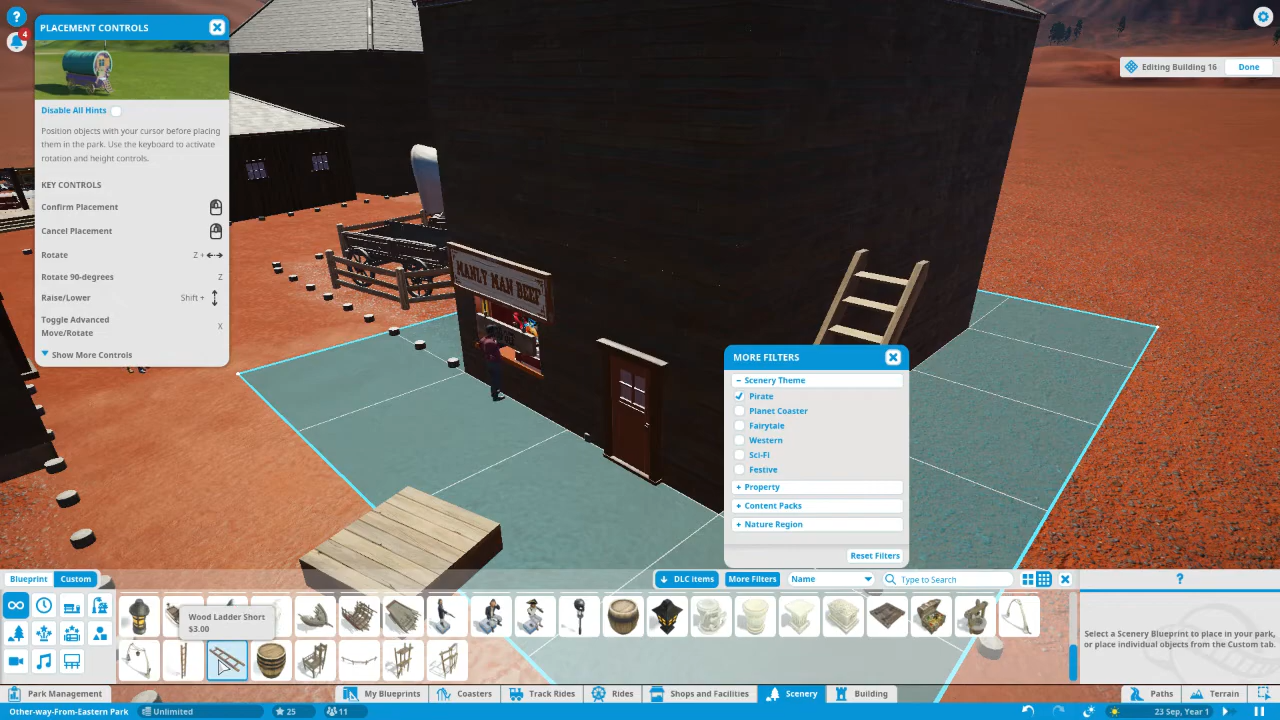 ?
4
PLACEMENT CONTROLS
Disable All Hints
Position objects with your cursor before placing
them in the park. Use the keyboard to activate
rotation and height controls.
KEY CONTROLS
Confirm Placement
Cancel Placement
Rotate Z +
Rotate 90-degrees Z
Raise/Lower Shift +
Toggle Advanced
Move/Rotate X
Show More Controls
Editing Building 16 Done
MANLY MAN BEEF
MORE FILTERS
- Scenery Theme
Pirate
Planet Coaster
Fairytale
Western
Sci-Fi
Festive
+ Property
+ Content Packs
+ Nature Region
Reset Filters
Blueprint Custom DLC items More Filters Name Type to Search ?
Wood Ladder Short
$3.00
Select a Scenery Blueprint to place in your park,
or place individual objects from the Custom tab.
Park Management My Blueprints Coasters Track Rides Rides Shops and Facilities Scenery Building Paths Terrain
Other-way-From-Eastern Park Unlimited 25 11 23 Sep, Year 1